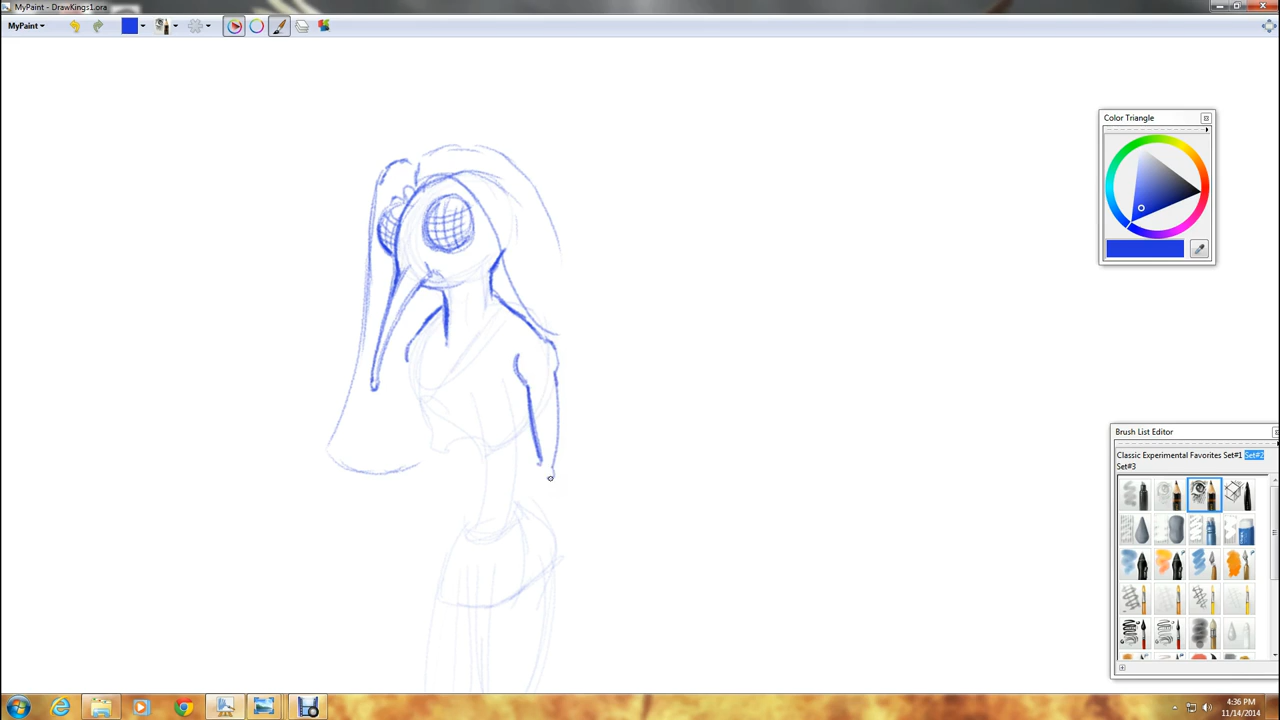 MyPaint - DrawKings1.ora
MyPaint
Color Triangle
Brush List Editor
Classic Experimental Favorites Set#1 Set#2
Set#3
4:36 PM
11/14/2014